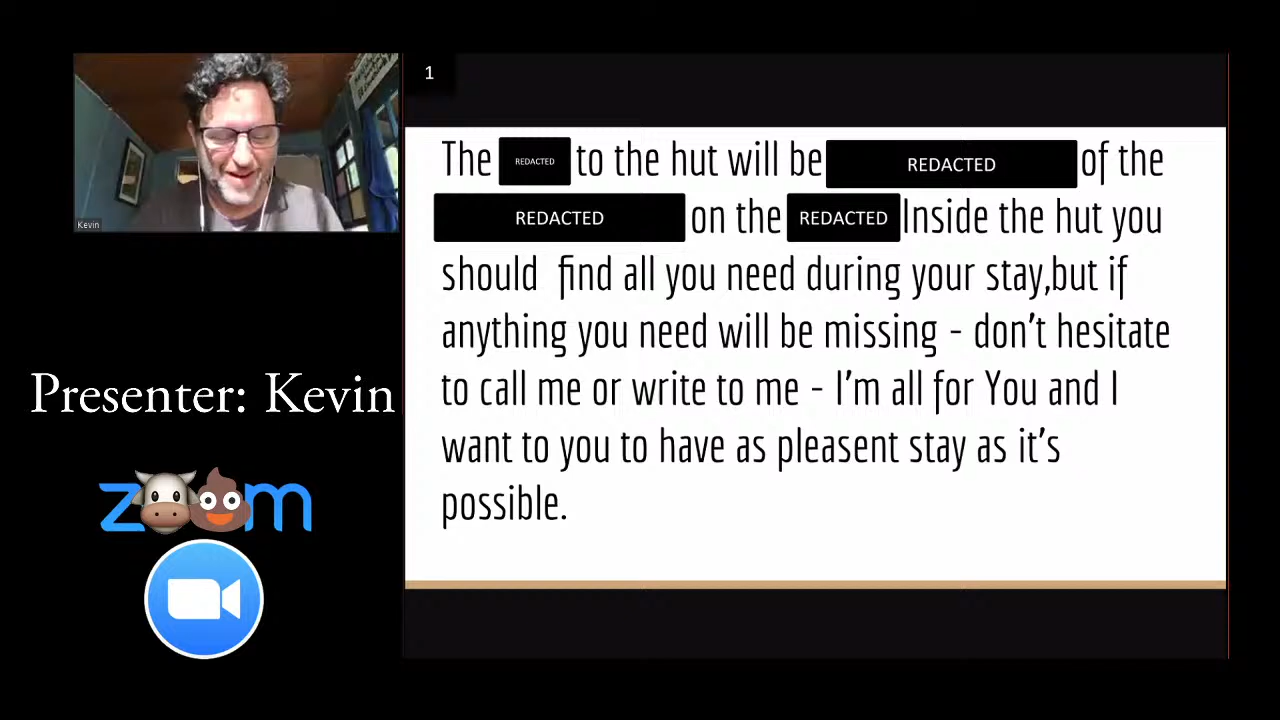 Kevin
1
The REDACTED to the hut will be REDACTED of the
REDACTED on the REDACTED Inside the hut you
should find all you need during your stay,but if
anything you need will be missing - don't hesitate
to call me or write to me - I'm all for You and I
want to you to have as pleasent stay as it's
possible.
Presenter: Kevin
zm